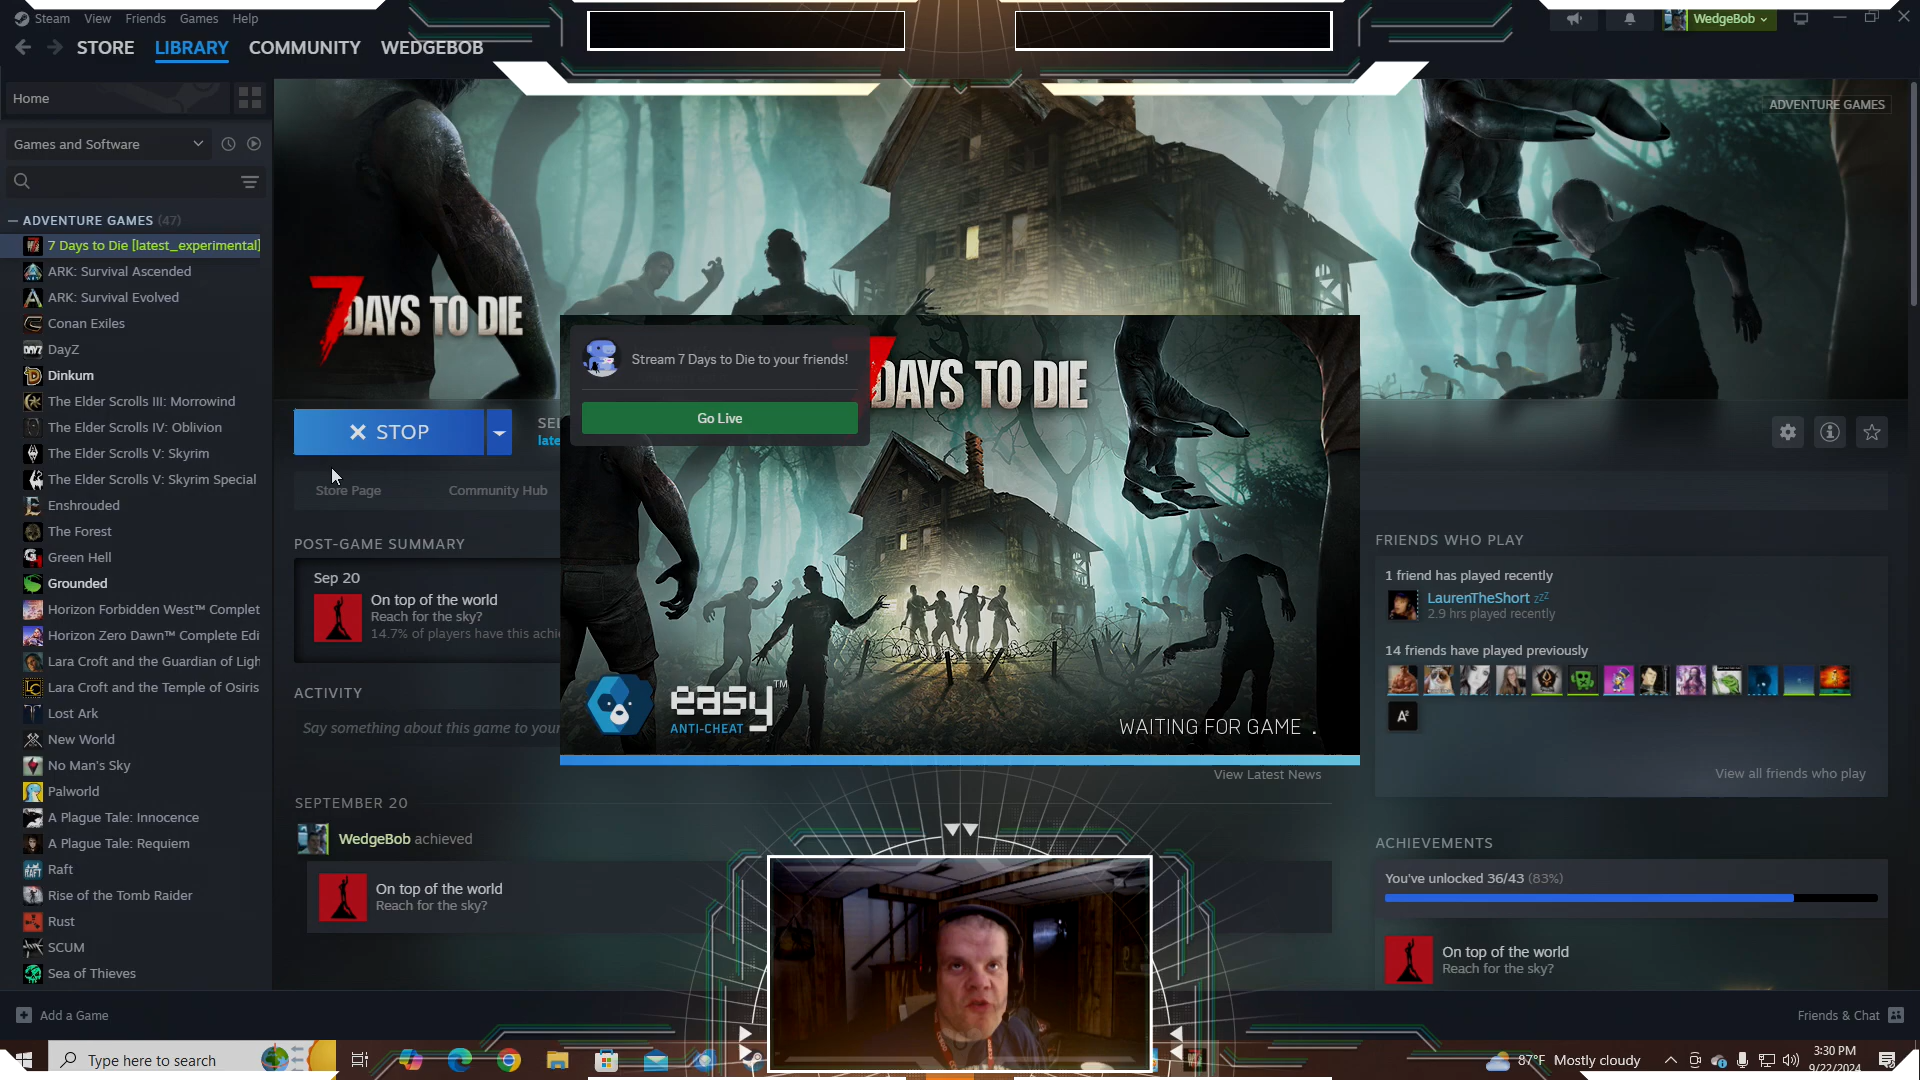 Steam View Friends Games Help
WedgeBob
STORE LIBRARY COMMUNITY WEDGEBOB
Home
ADVENTURE GAMES
Games and Software
ADVENTURE GAMES (47)
7 Days to Die [latest_experimental]
ARK: Survival Ascended
ARK: Survival Evolved
Conan Exiles
DayZ
Dinkum
The Elder Scrolls III: Morrowind
The Elder Scrolls IV: Oblivion
The Elder Scrolls V: Skyrim
The Elder Scrolls V: Skyrim Special
Enshrouded
The Forest
Green Hell
Grounded
Horizon Forbidden West™ Complet
Horizon Zero Dawn™ Complete Edi
Lara Croft and the Guardian of Ligh
Lara Croft and the Temple of Osiris
Lost Ark
New World
No Man's Sky
Palworld
A Plague Tale: Innocence
A Plague Tale: Requiem
Raft
Rise of the Tomb Raider
Rust
SCUM
Sea of Thieves
Add a Game
7 DAYS TO DIE
STOP
SEL
late
Store Page Community Hub
POST-GAME SUMMARY
Sep 20
On top of the world
Reach for the sky?
14.7% of players have this achi
ACTIVITY
Say something about this game to your
Stream 7 Days to Die to your friends!
Go Live
7 DAYS TO DIE
easy™
ANTI-CHEAT
WAITING FOR GAME .
View Latest News
SEPTEMBER 20
WedgeBob achieved
On top of the world
Reach for the sky?
FRIENDS WHO PLAY
1 friend has played recently
LaurenTheShort zzZ
2.9 hrs played recently
14 friends have played previously
A²
View all friends who play
ACHIEVEMENTS
You've unlocked 36/43 (83%)
On top of the world
Reach for the sky?
Friends & Chat
Type here to search
87°F Mostly cloudy
3:30 PM
9/22/2024